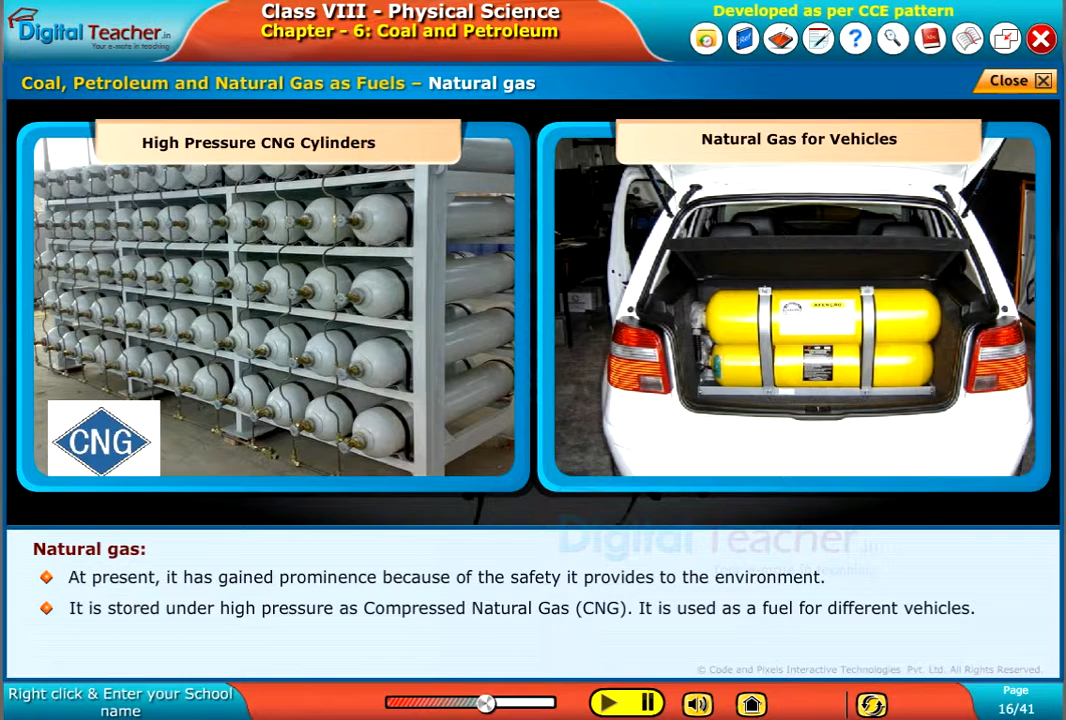 Digital Teacher.in
Your e-mate in teaching
Class VIII - Physical Science
Chapter - 6: Coal and Petroleum
Developed as per CCE pattern
Coal, Petroleum and Natural Gas as Fuels – Natural gas
Close
High Pressure CNG Cylinders
Natural Gas for Vehicles
CNG
Digital Teacher.in
Natural gas:
At present, it has gained prominence because of the safety it provides to the environment.
It is stored under high pressure as Compressed Natural Gas (CNG). It is used as a fuel for different vehicles.
© Code and Pixels Interactive Technologies Pvt. Ltd. All Rights Reserved.
Right click & Enter your School
name
Page
16/41